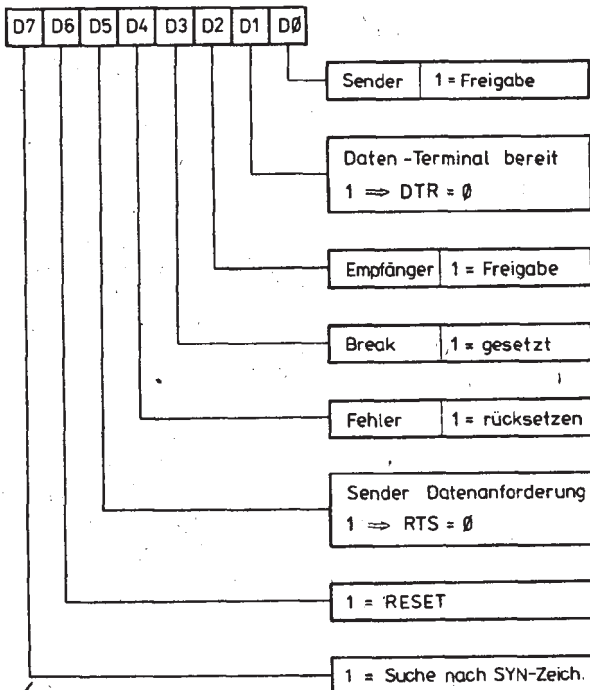 D7 D6 D5 D4 D3 D2 D1 DØ
Sender 1 = Freigabe
Daten-Terminal bereit
1 ⇒ DTR = Ø
Empfänger 1 = Freigabe
Break 1 = gesetzt
Fehler 1 = rücksetzen
Sender Datenanforderung
1 ⇒ RTS = Ø
1 = RESET
1 = Suche nach SYN-Zeich.